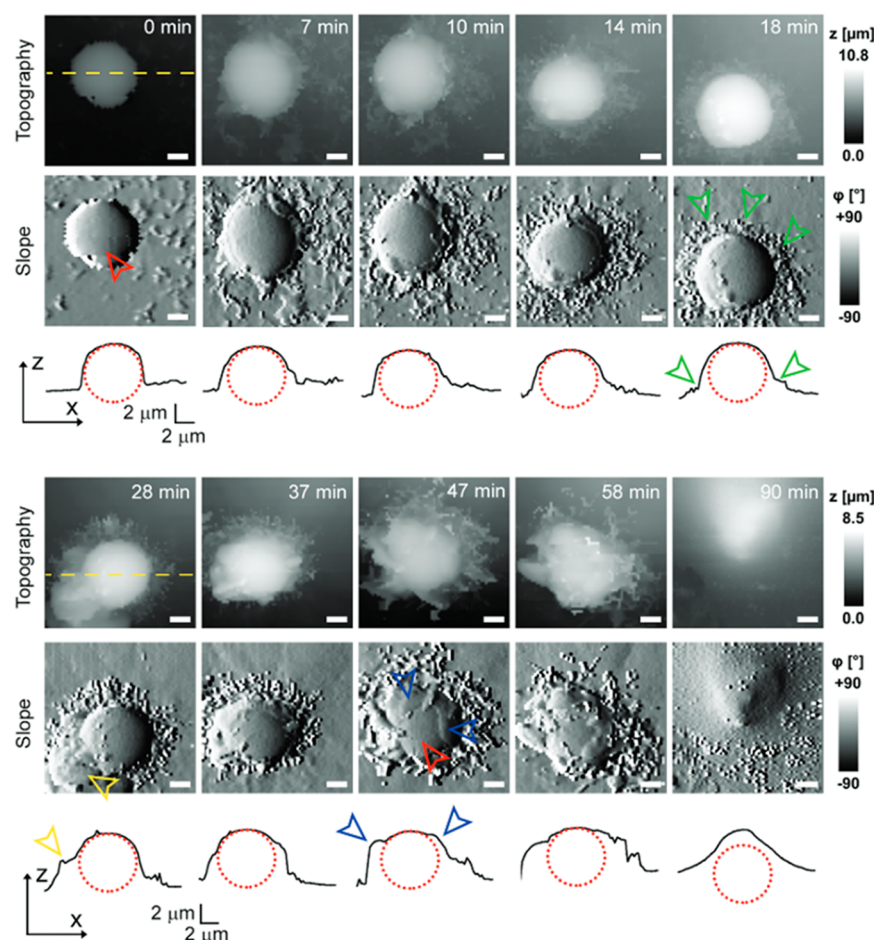 0 min 7 min 10 min 14 min 18 min z [µm]
Topography
10.8
0.0
φ [°]
Slope
+90
-90
z
x
2 µm
2 µm
28 min 37 min 47 min 58 min 90 min z [µm]
Topography
8.5
0.0
φ [°]
Slope
+90
-90
z
x
2 µm
2 µm